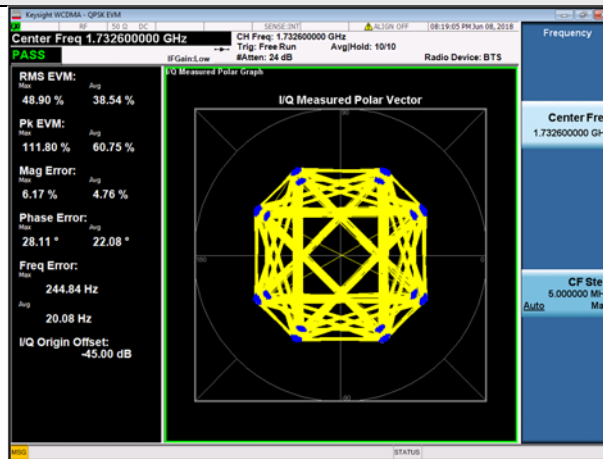 Keysight WCDMA - QPSK EVM
RF 50 Ω DC SENSE:INT ALIGN OFF 08:19:05 PM Jun 08, 2018
Center Freq 1.732600000 GHz
CH Freq: 1.732600000 GHz
Trig: Free Run Avg|Hold: 10/10
PASS
IFGain:Low
#Atten: 24 dB
Radio Device: BTS
Frequency
RMS EVM:
Max Avg
48.90 % 38.54 %
Pk EVM:
Max Avg
111.80 % 60.75 %
Mag Error:
Max Avg
6.17 % 4.76 %
Phase Error:
Max Avg
28.11 ° 22.08 °
Freq Error:
Max
244.84 Hz
Avg
20.08 Hz
I/Q Origin Offset:
-45.00 dB
I/Q Measured Polar Graph
I/Q Measured Polar Vector
90
180
-90
Center Fre
1.732600000 GH
CF Ste
5.000000 MH
Auto Ma
MSG
STATUS